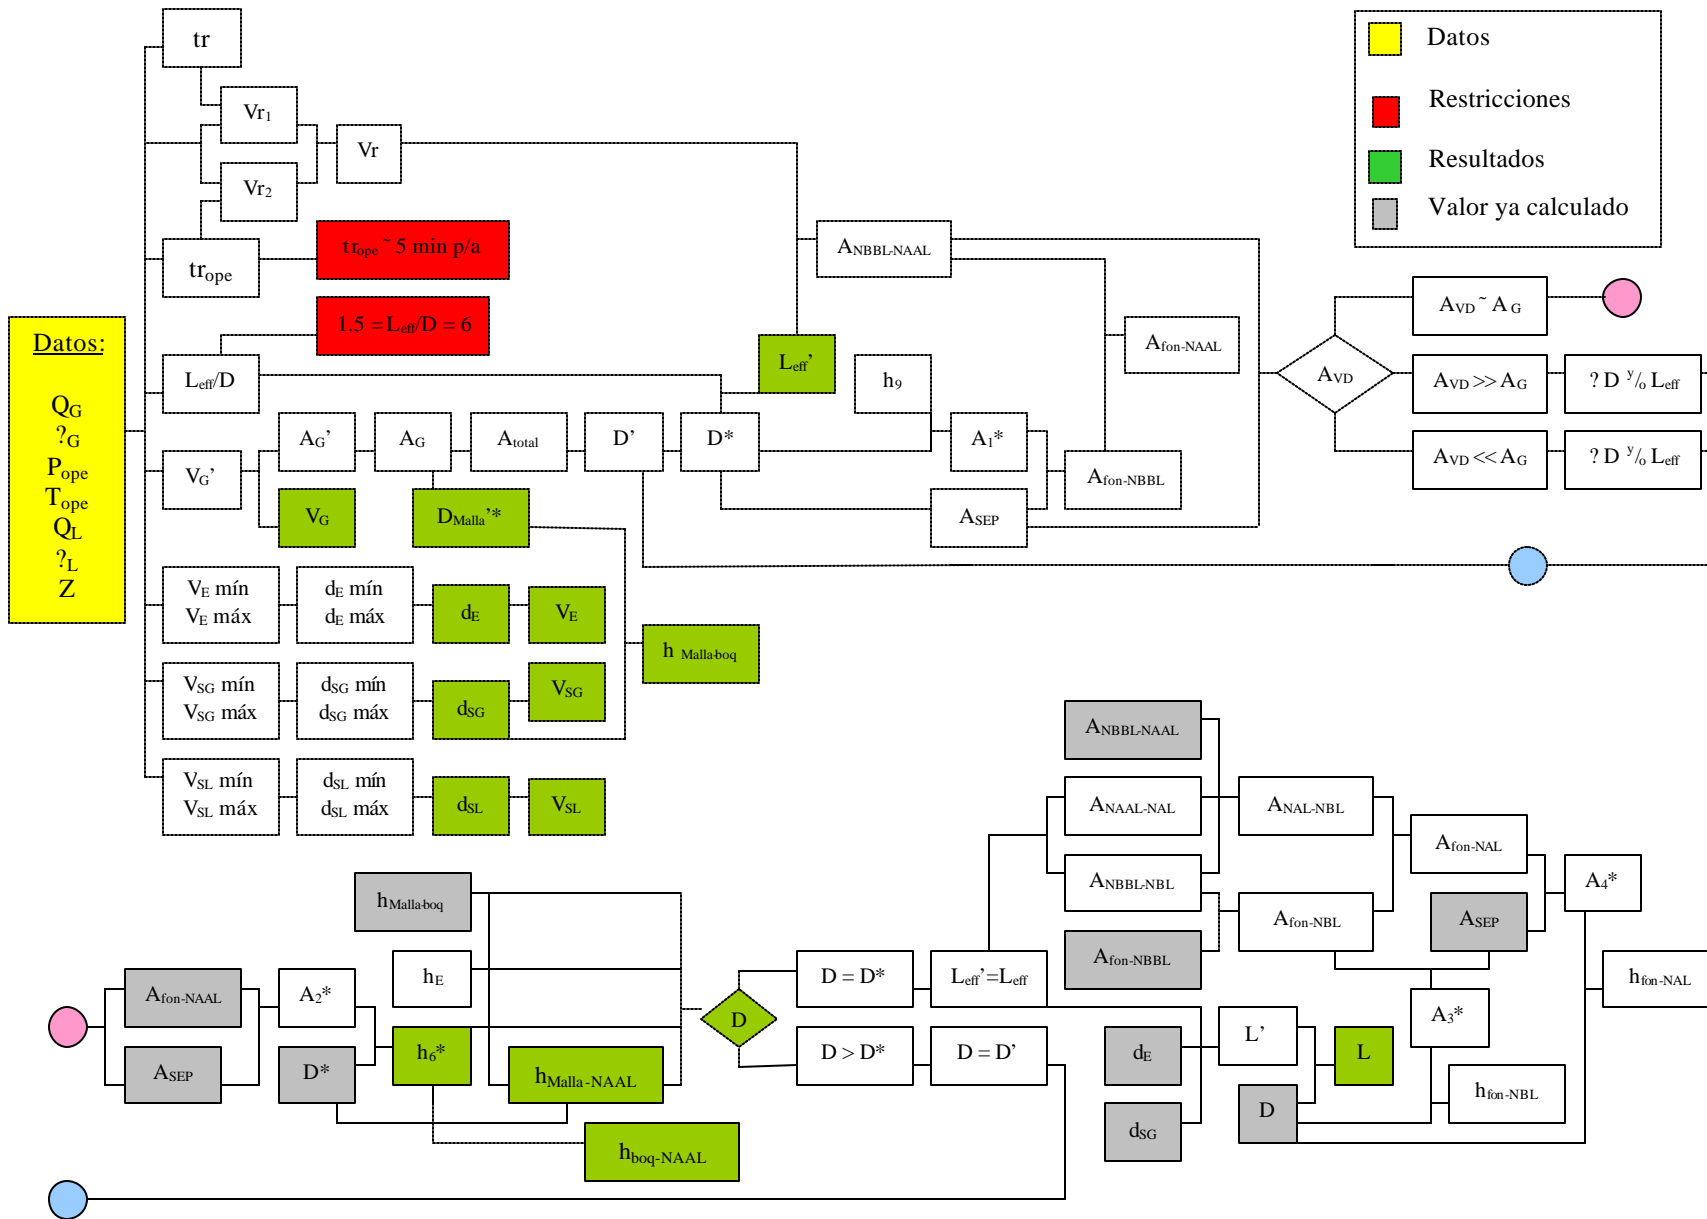 tr
Vr1
Vr
Vr2
trope
trope ~ 5 min p/a
1.5 = Leff/D = 6
Leff/D
Datos:
QG
?G
Pope
Tope
QL
?L
Z
VG'
AG'
AG
Atotal
D'
D*
VG
DMalla'*
Leff'
h9
A1*
ASEP
ANBBL-NAAL
Afon-NAAL
Afon-NBBL
AVD
AVD ~ AG
AVD >> AG
? D y/o Leff
AVD << AG
? D y/o Leff
Datos
Restricciones
Resultados
Valor ya calculado
VE mín
VE máx
dE mín
dE máx
dE
VE
h Malla-boq
VSG mín
VSG máx
dSG mín
dSG máx
dSG
VSG
VSL mín
VSL máx
dSL mín
dSL máx
dSL
VSL
Afon-NAAL
ASEP
A2*
D*
hMalla-boq
hE
h6*
hMalla-NAAL
hboq-NAAL
D
D = D*
Leff'=Leff
D > D*
D = D'
ANBBL-NAAL
ANAAL-NAL
ANBBL-NBL
Afon-NBBL
ANAL-NBL
Afon-NBL
Afon-NAL
ASEP
A4*
A3*
hfon-NAL
hfon-NBL
dE
dSG
L'
D
L